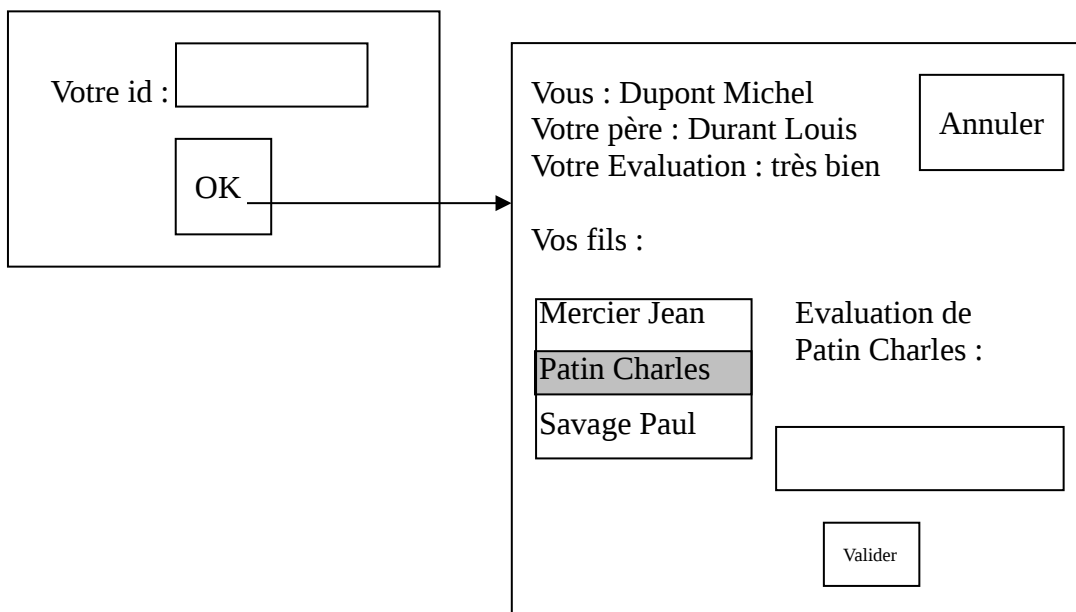 Votre id :
OK
Vous : Dupont Michel
Votre père : Durant Louis
Votre Evaluation : très bien
Annuler
Vos fils :
Mercier Jean
Patin Charles
Savage Paul
Evaluation de
Patin Charles :
Valider